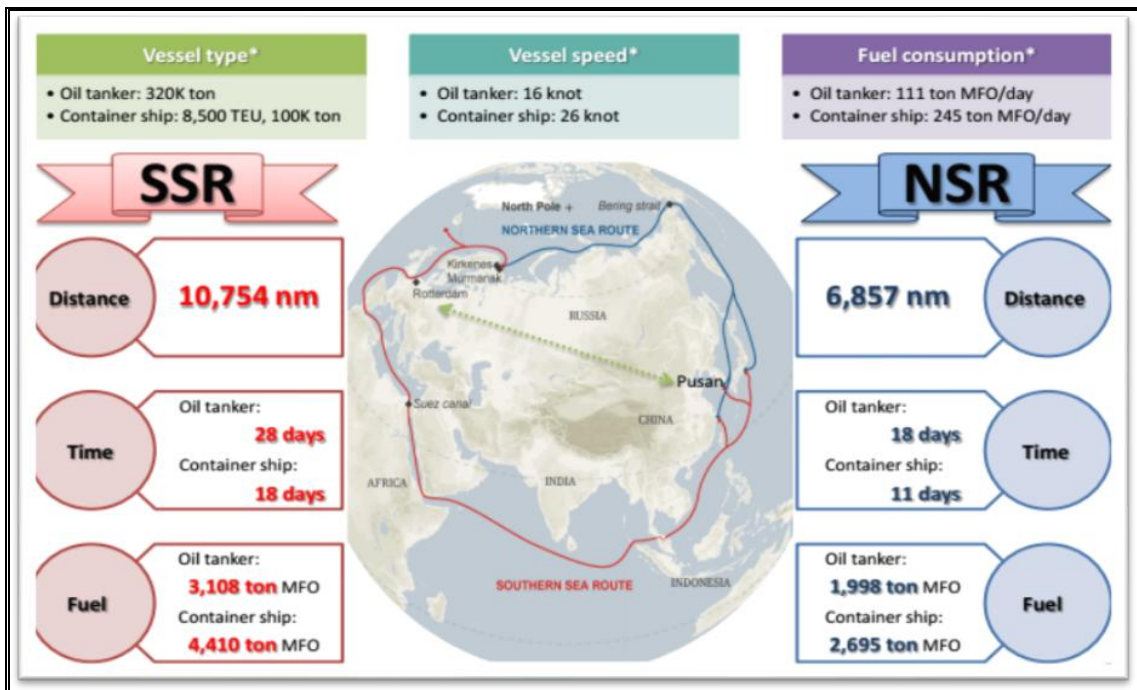 Vessel type*
• Oil tanker: 320K ton
• Container ship: 8,500 TEU, 100K ton
Vessel speed*
• Oil tanker: 16 knot
• Container ship: 26 knot
Fuel consumption*
• Oil tanker: 111 ton MFO/day
• Container ship: 245 ton MFO/day
SSR
Distance
10,754 nm
Time
Oil tanker:
28 days
Container ship:
18 days
Fuel
Oil tanker:
3,108 ton MFO
Container ship:
4,410 ton MFO
North Pole +
Bering strait
NORTHERN SEA ROUTE
Kirkenes
Murmansk
Rotterdam
RUSSIA
Pusan
Suez canal
CHINA
AFRICA
INDIA
SOUTHERN SEA ROUTE
INDONESIA
NSR
6,857 nm
Distance
Oil tanker:
18 days
Container ship:
11 days
Time
Oil tanker:
1,998 ton MFO
Container ship:
2,695 ton MFO
Fuel